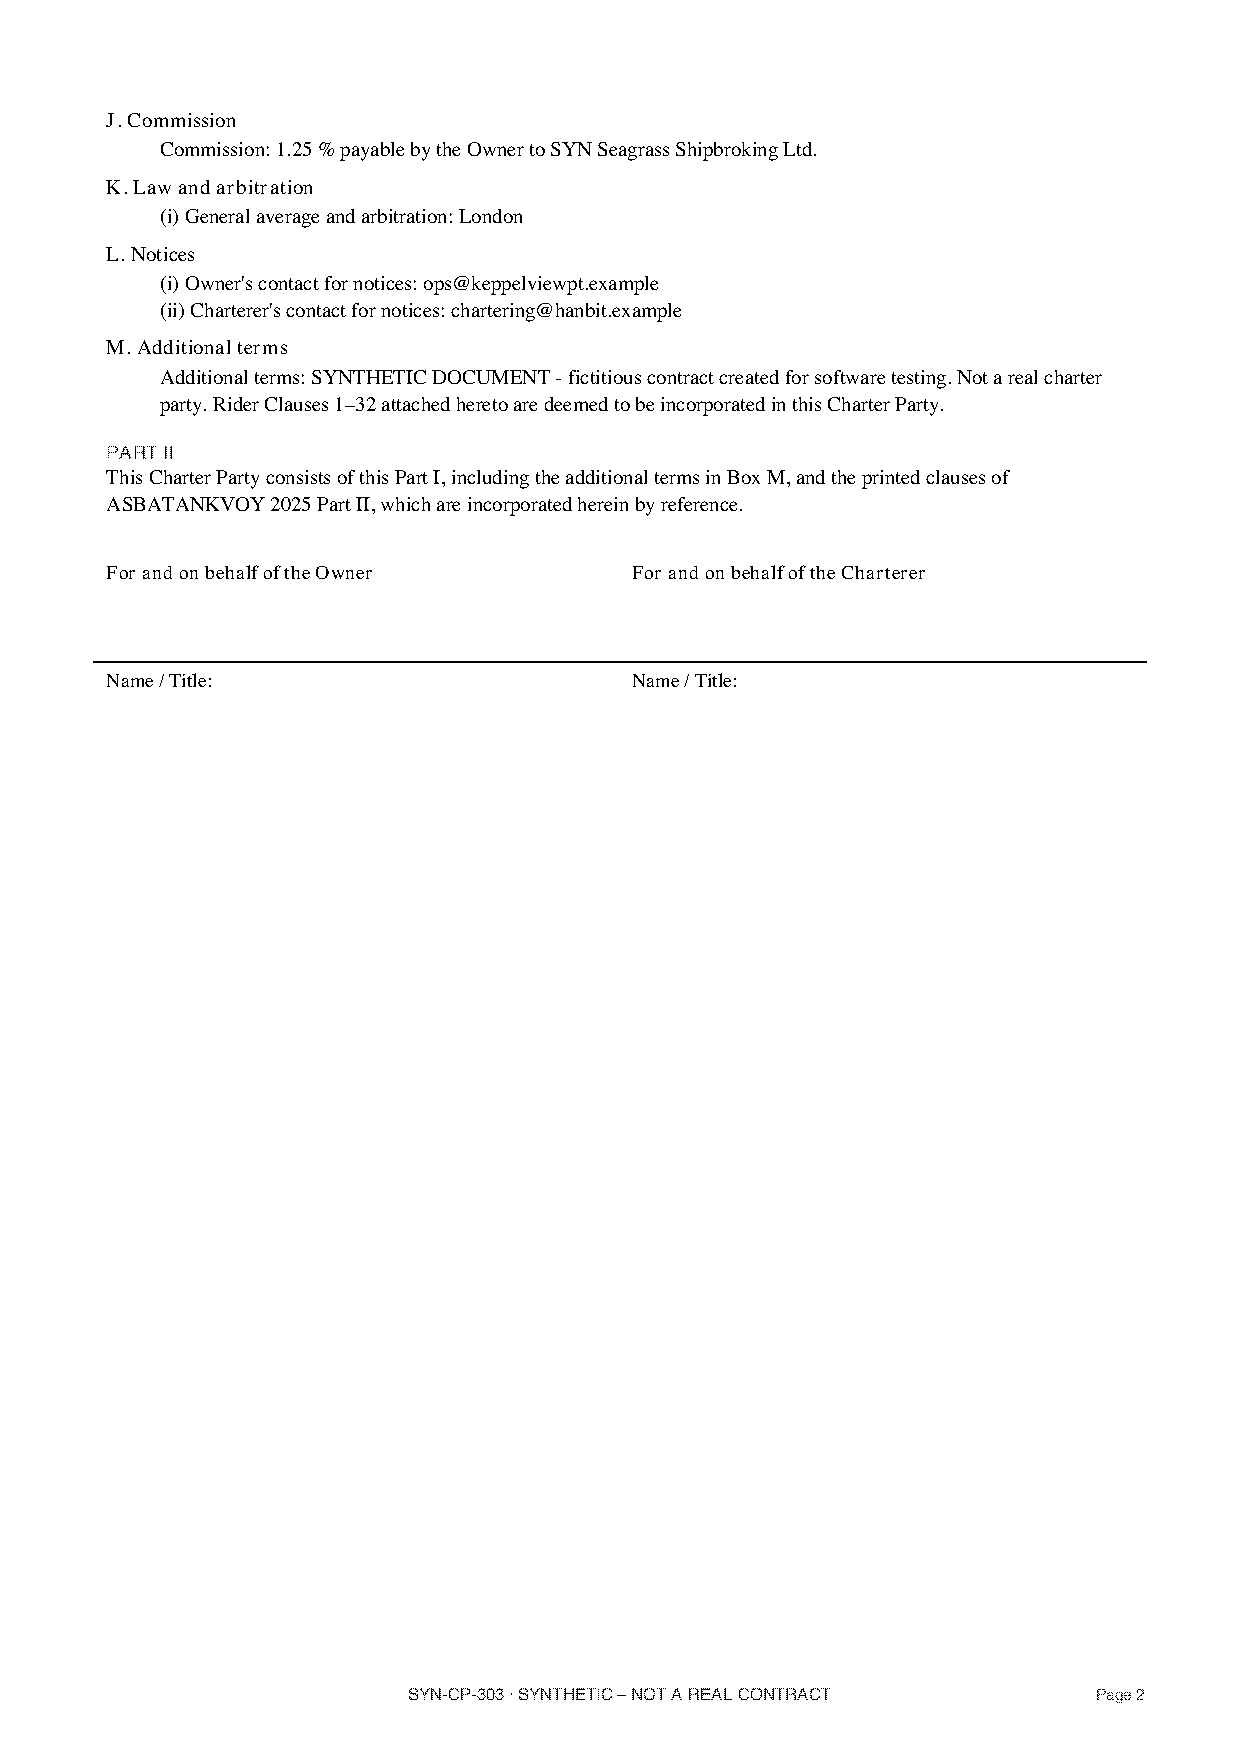 J. Commission
Commission: 1.25 % payable by the Owner to SYN Seagrass Shipbroking Ltd.
K. Law and arbitration
(i) General average and arbitration: London
L. Notices
(i) Owner's contact for notices: ops@keppelviewpt.example
(ii) Charterer's contact for notices: chartering@hanbit.example
M. Additional terms
Additional terms: SYNTHETIC DOCUMENT - fictitious contract created for software testing. Not a real charter
party. Rider Clauses 1–32 attached hereto are deemed to be incorporated in this Charter Party.
PART II
This Charter Party consists of this Part I, including the additional terms in Box M, and the printed clauses of
ASBATANKVOY 2025 Part II, which are incorporated herein by reference.
For and on behalf of the Owner For and on behalf of the Charterer
Name / Title: Name / Title:
SYN-CP-303 · SYNTHETIC – NOT A REAL CONTRACT Page 2